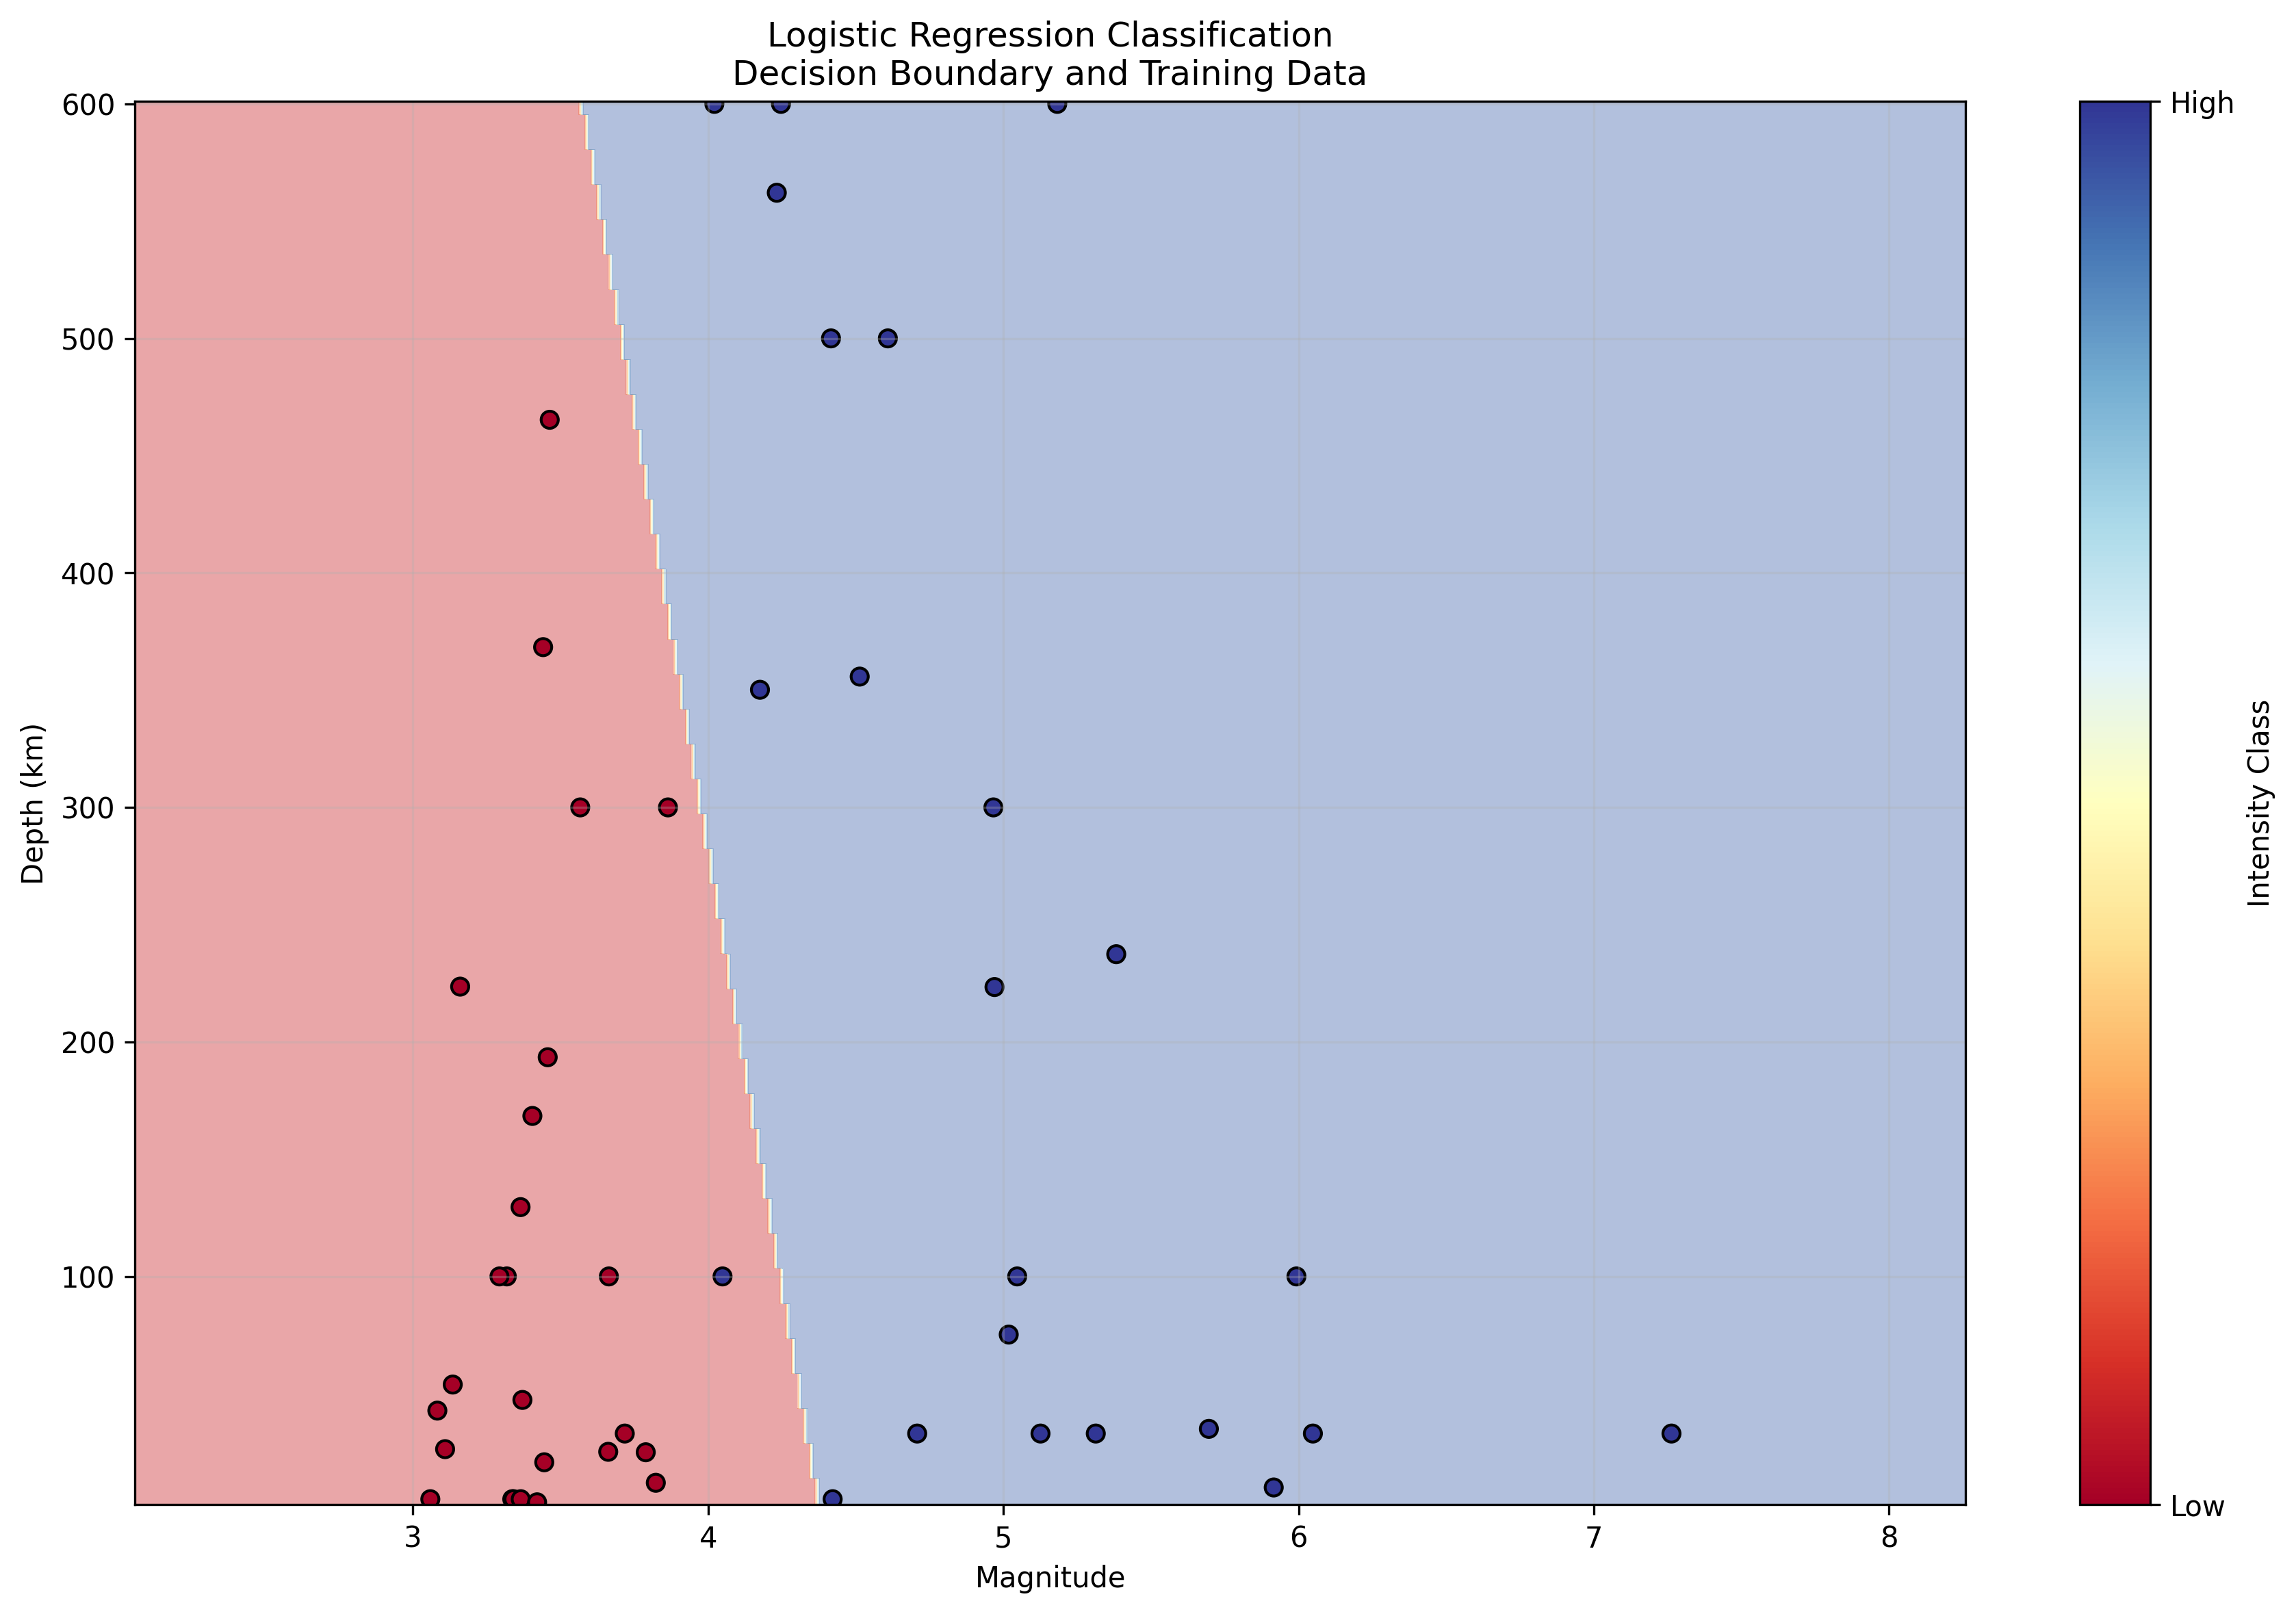 Logistic Regression Classification
Decision Boundary and Training Data
600
500
400
300
200
100
Depth (km)
3
4
5
6
7
8
Magnitude
High
Low
Intensity Class